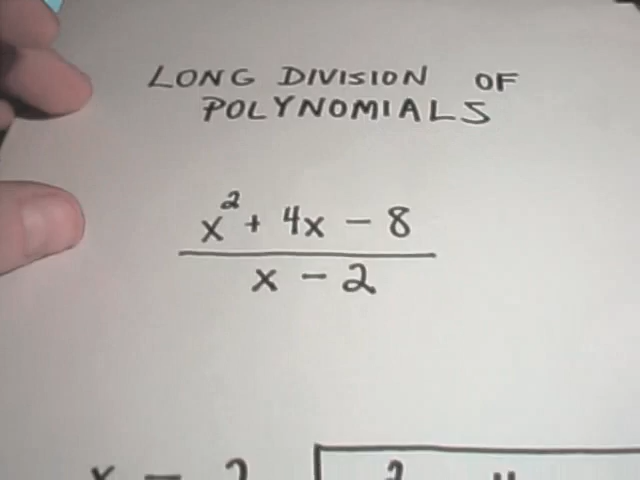 LONG DIVISION OF
POLYNOMIALS
x² + 4x − 8
x − 2
x −